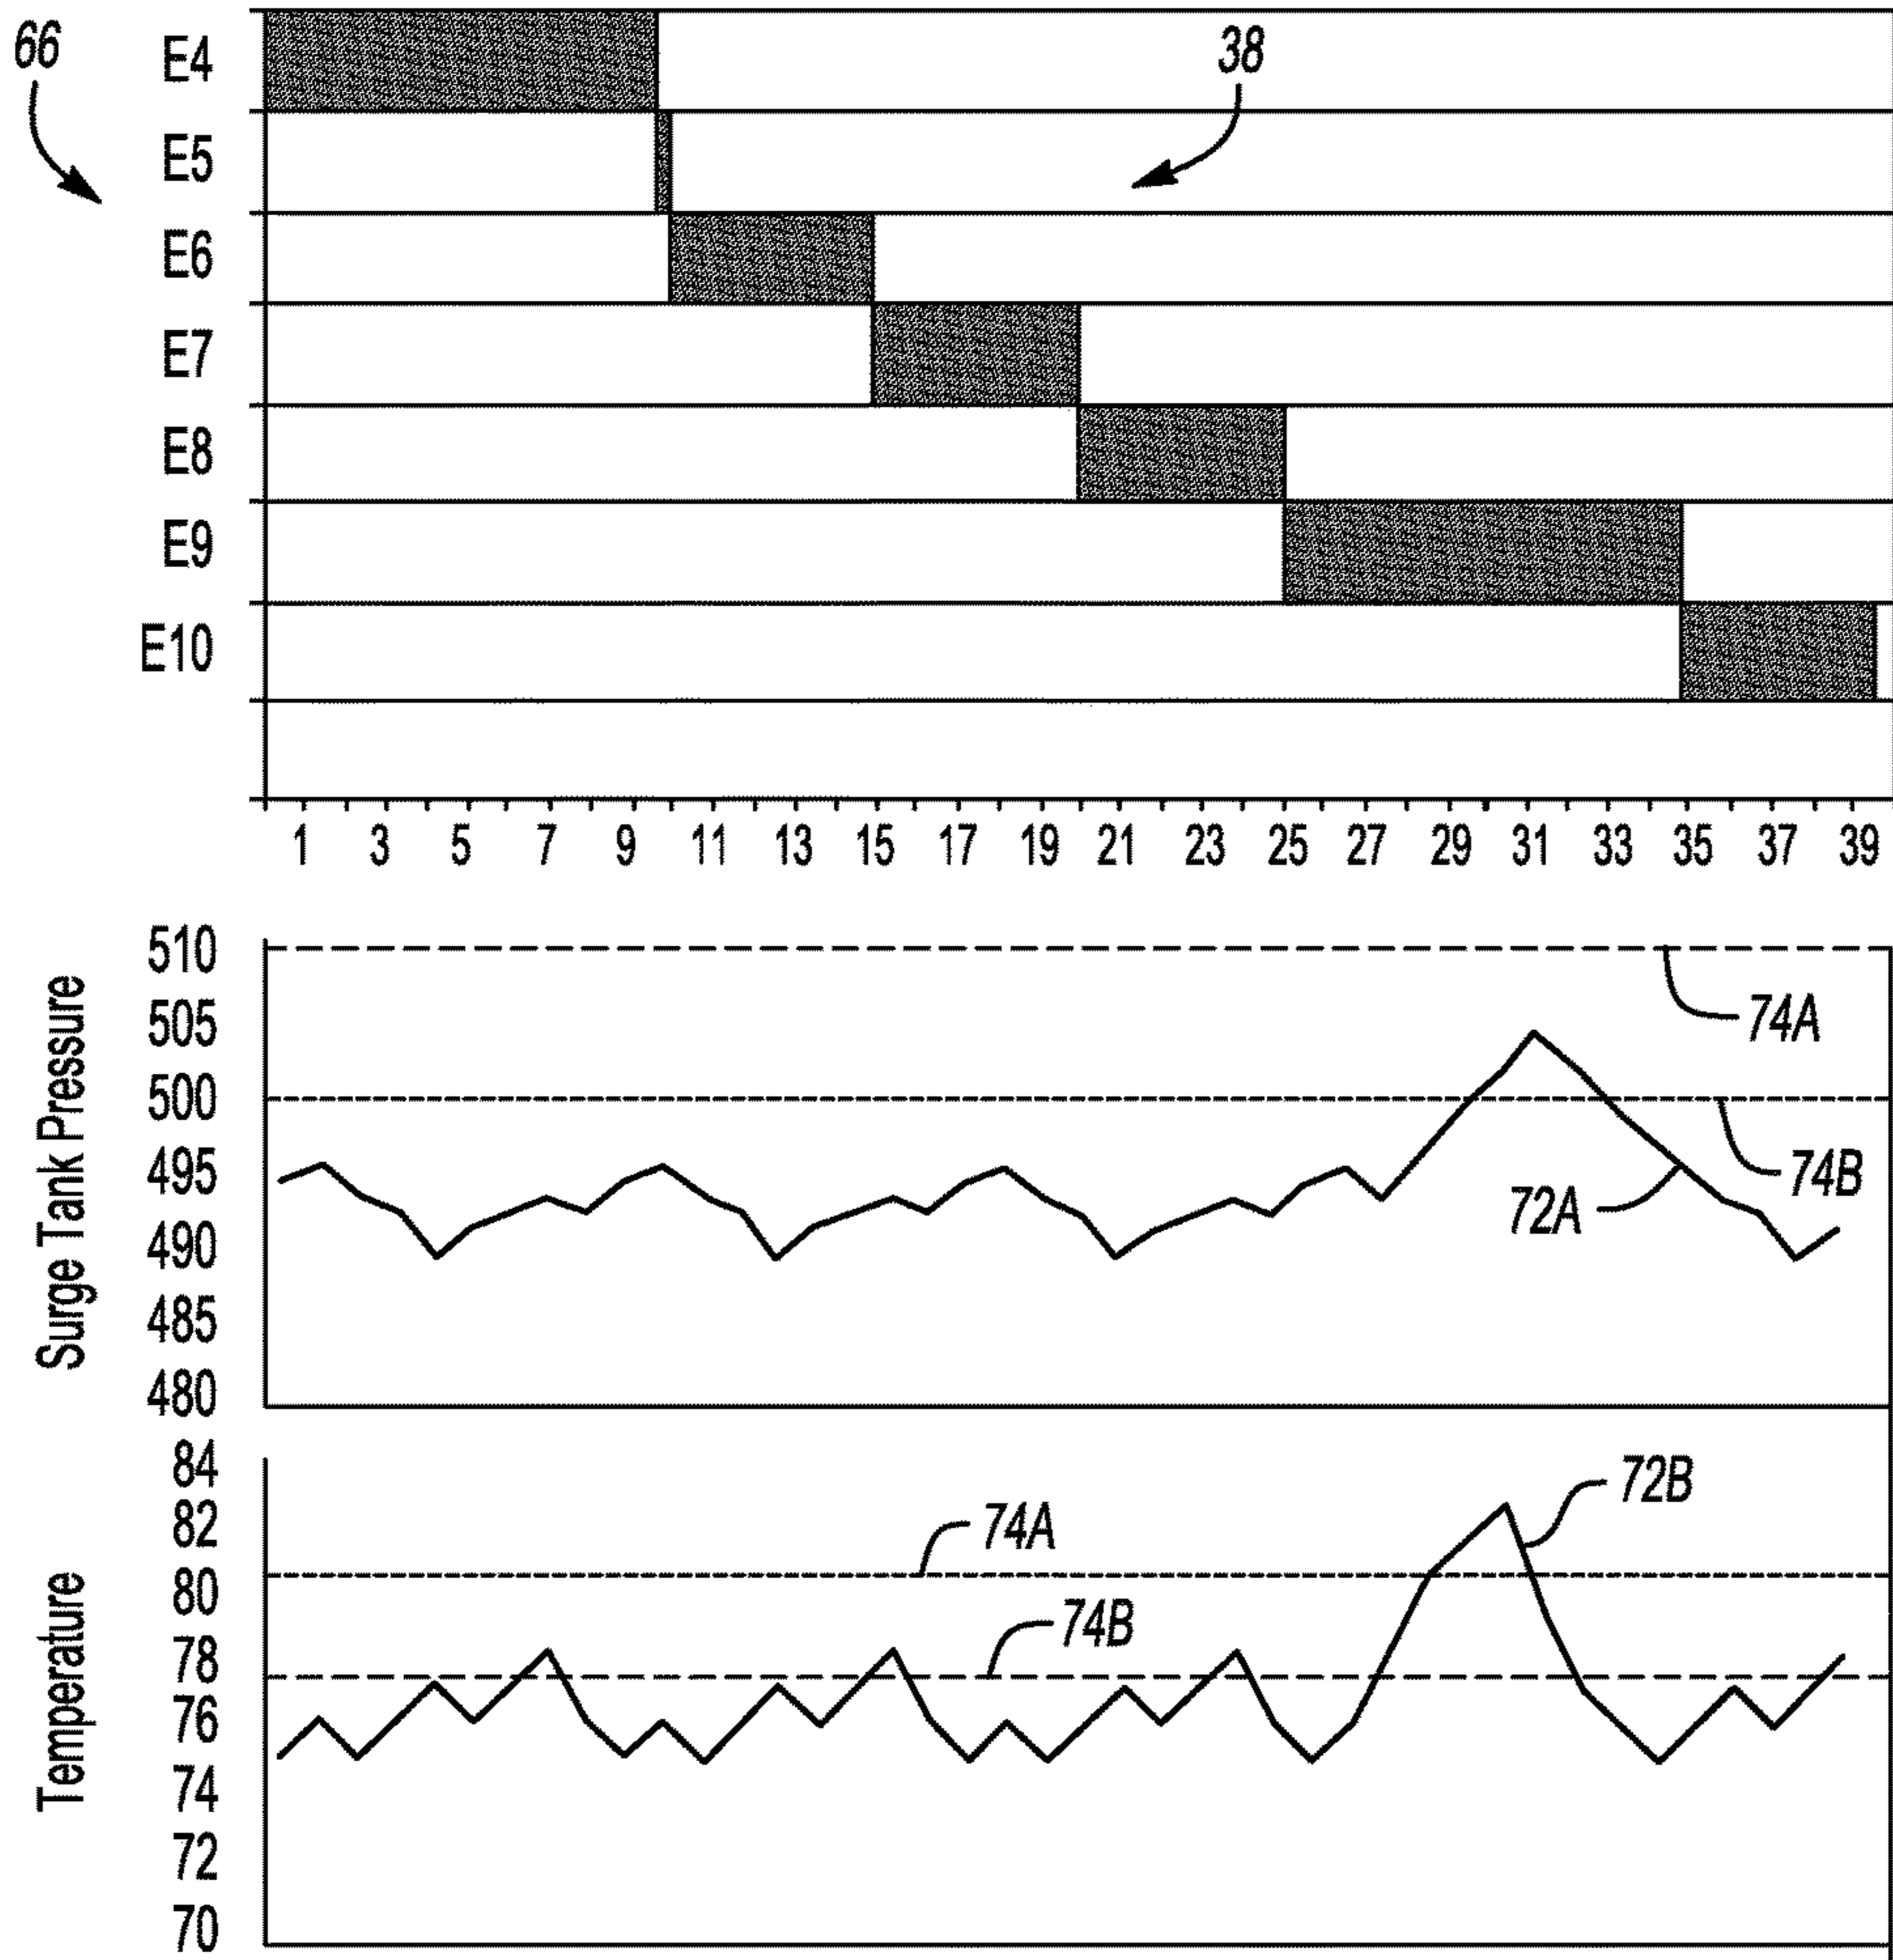 66
38
E4
E5
E6
E7
E8
E9
E10
1 3 5 7 9 11 13 15 17 19 21 23 25 27 29 31 33 35 37 39
Surge Tank Pressure
510
505
500
495
490
485
480
74A
74B
72A
Temperature
84
82
80
78
76
74
72
70
74A
74B
72B